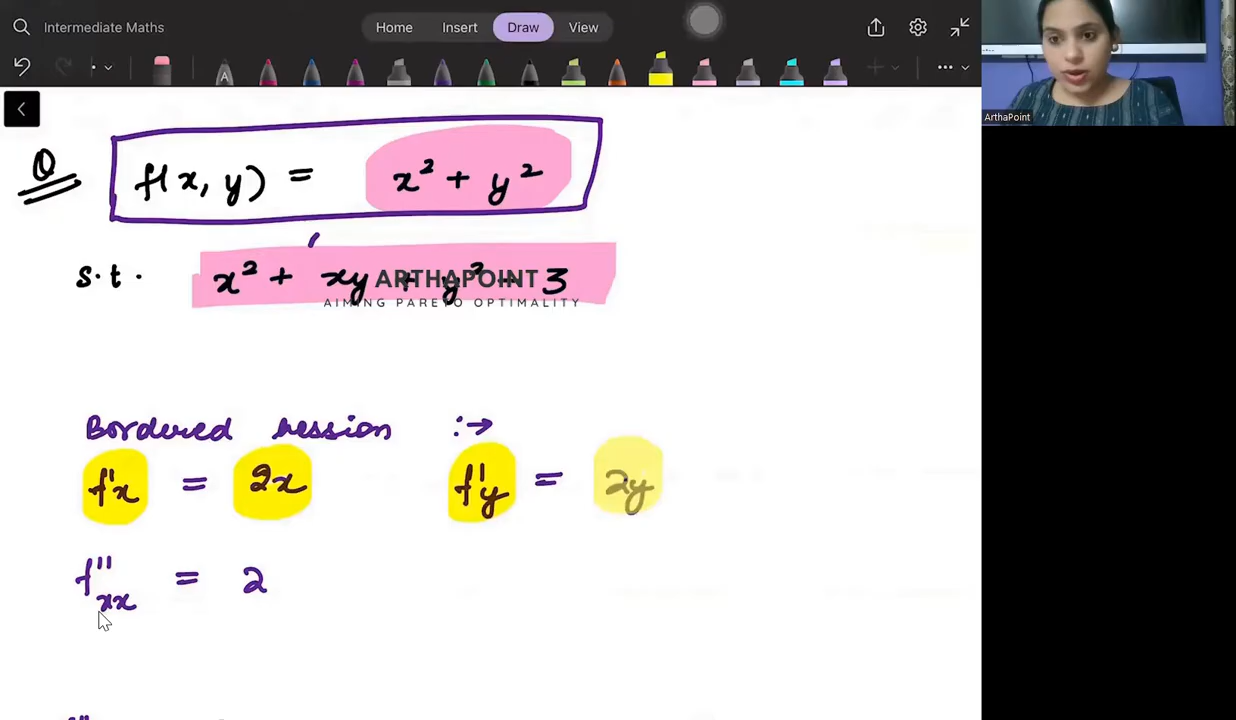 Intermediate Maths Home Insert Draw View
ArthaPoint
Q f(x, y) = x² + y²
s.t. x² + xy + y² = 3
ARTHAPOINT
AIMING PARETO OPTIMALITY
Bordered hession :→
f'x = 2x f'y = 2y
f''xx = 2